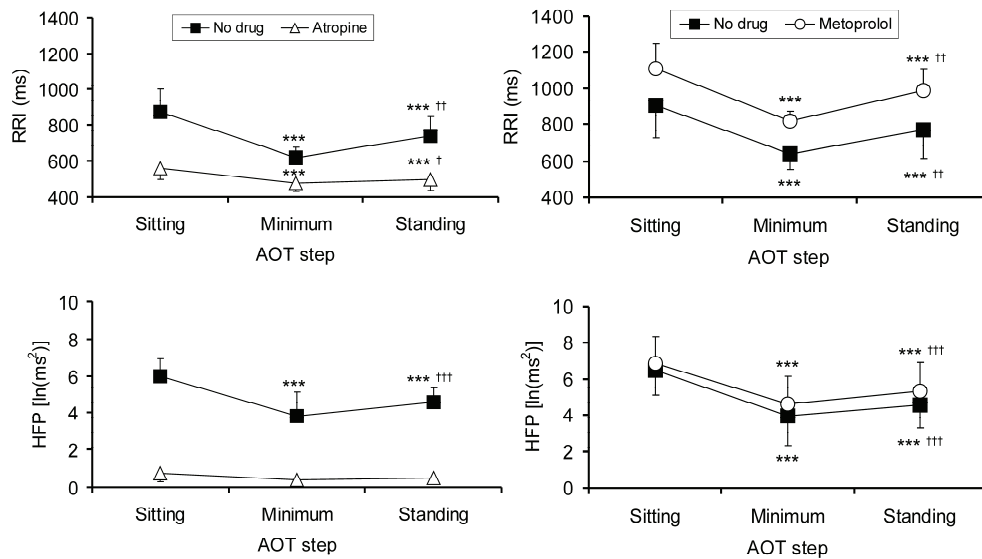 No drug Atropine
1400
1200
1000
800
600
400
RRI (ms)
*** ††
***
*** †
***
Sitting Minimum Standing
AOT step
No drug Metoprolol
1400
1200
1000
800
600
400
RRI (ms)
*** ††
***
*** ††
***
Sitting Minimum Standing
AOT step
10
8
6
4
2
0
HFP [ln(ms²)]
*** *** †††
Sitting Minimum Standing
AOT step
10
8
6
4
2
0
HFP [ln(ms²)]
*** †††
***
*** †††
***
Sitting Minimum Standing
AOT step